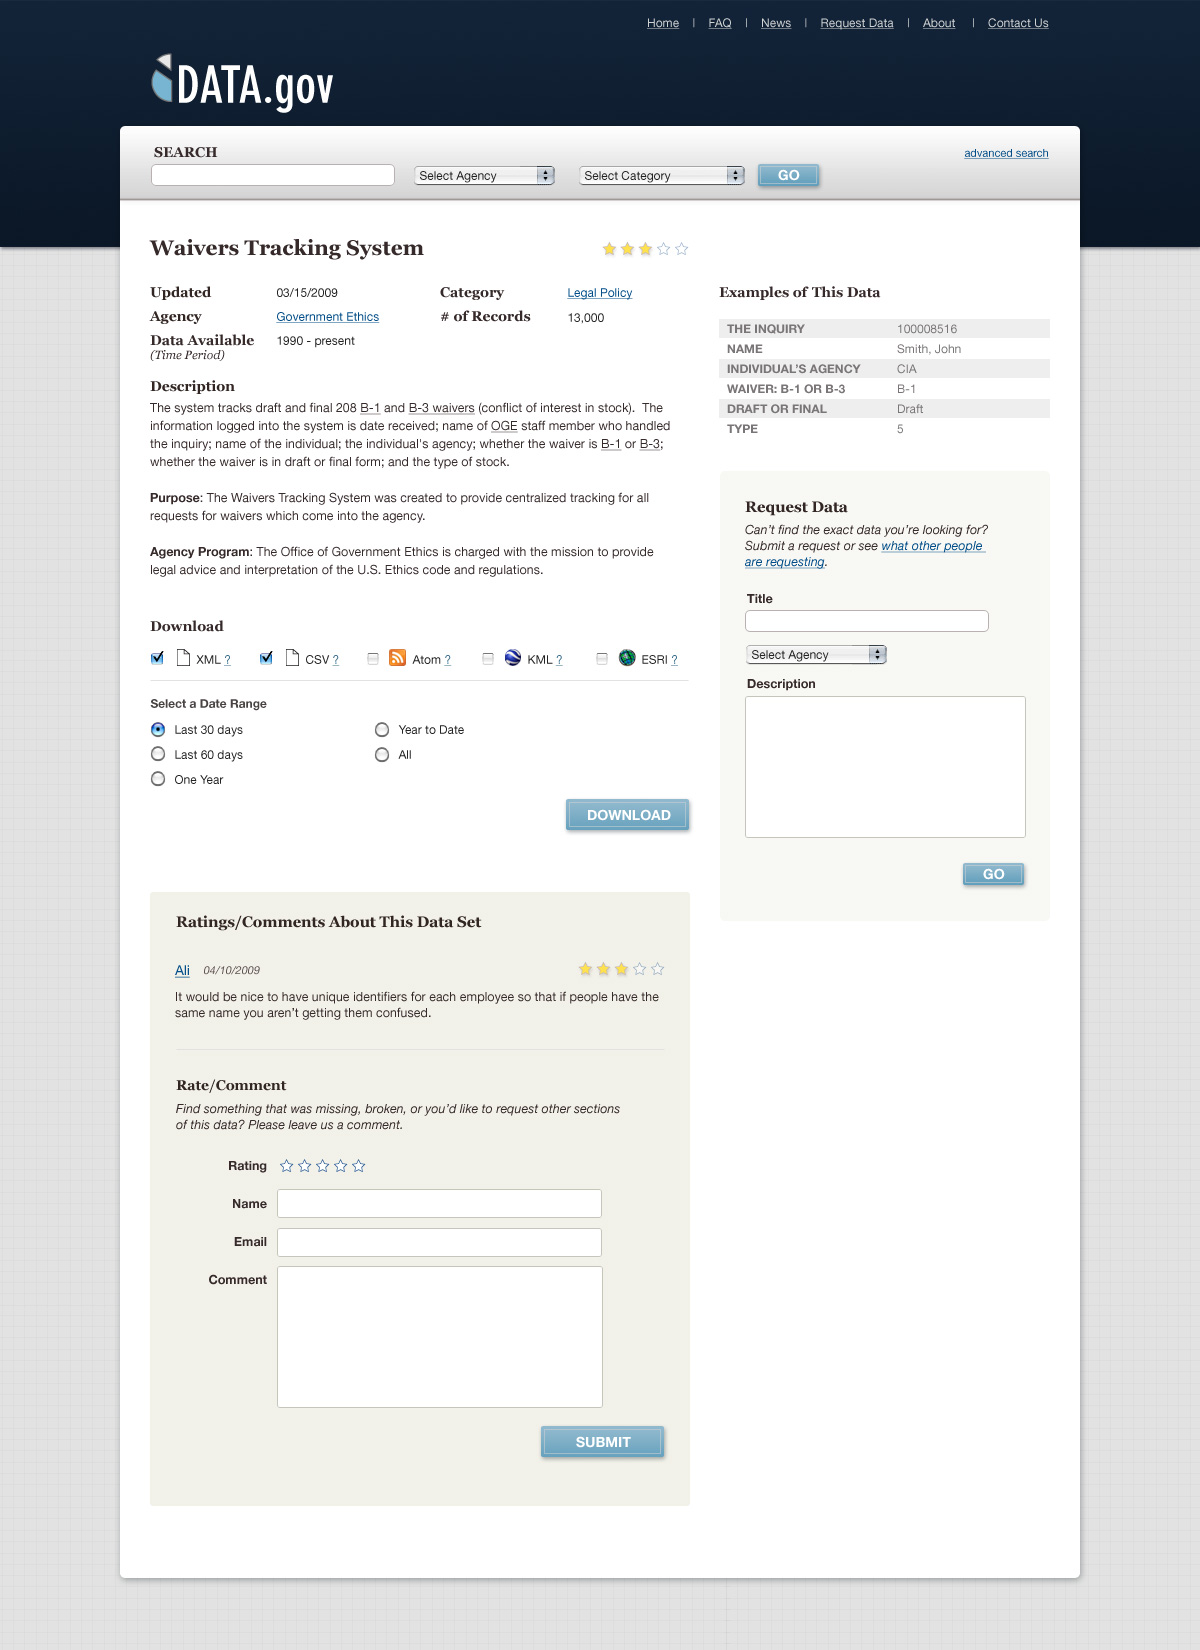 Home | FAQ | News | Request Data | About | Contact Us
DATA.gov
SEARCH
advanced search
Select Agency
Select Category
GO
Waivers Tracking System
Updated 03/15/2009
Category Legal Policy
Agency Government Ethics
# of Records 13,000
Data Available 1990 - present
(Time Period)
Description
The system tracks draft and final 208 B-1 and B-3 waivers (conflict of interest in stock). The
information logged into the system is date received; name of OGE staff member who handled
the inquiry; name of the individual; the individual's agency; whether the waiver is B-1 or B-3;
whether the waiver is in draft or final form; and the type of stock.
Purpose: The Waivers Tracking System was created to provide centralized tracking for all
requests for waivers which come into the agency.
Agency Program: The Office of Government Ethics is charged with the mission to provide
legal advice and interpretation of the U.S. Ethics code and regulations.
Download
XML ? CSV ? Atom ? KML ? ESRI ?
Select a Date Range
Last 30 days
Year to Date
Last 60 days
All
One Year
DOWNLOAD
Examples of This Data
THE INQUIRY 100008516
NAME Smith, John
INDIVIDUAL'S AGENCY CIA
WAIVER: B-1 OR B-3 B-1
DRAFT OR FINAL Draft
TYPE 5
Request Data
Can't find the exact data you're looking for?
Submit a request or see what other people
are requesting.
Title
Select Agency
Description
GO
Ratings/Comments About This Data Set
Ali 04/10/2009
It would be nice to have unique identifiers for each employee so that if people have the
same name you aren't getting them confused.
Rate/Comment
Find something that was missing, broken, or you'd like to request other sections
of this data? Please leave us a comment.
Rating
Name
Email
Comment
SUBMIT